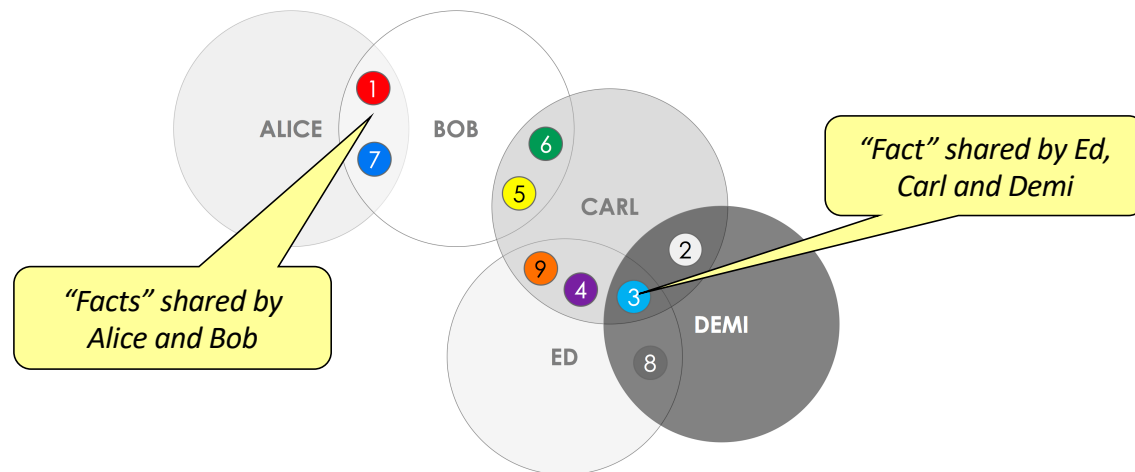 1
ALICE
BOB
7
6
5
CARL
“Fact” shared by Ed,
Carl and Demi
2
9
4
3
“Facts” shared by
Alice and Bob
DEMI
ED
8